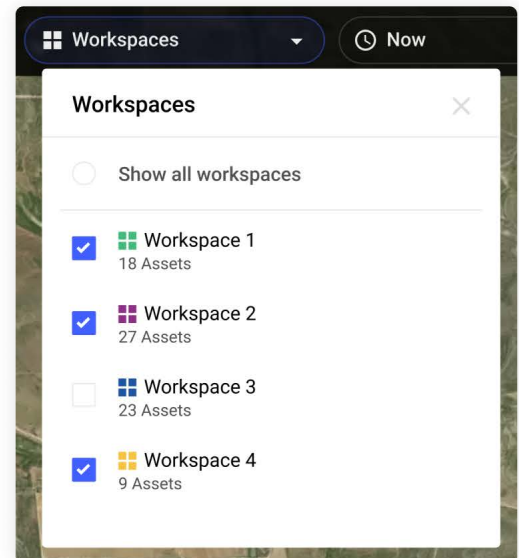 Workspaces
Now
Workspaces
Show all workspaces
Workspace 1
18 Assets
Workspace 2
27 Assets
Workspace 3
23 Assets
Workspace 4
9 Assets